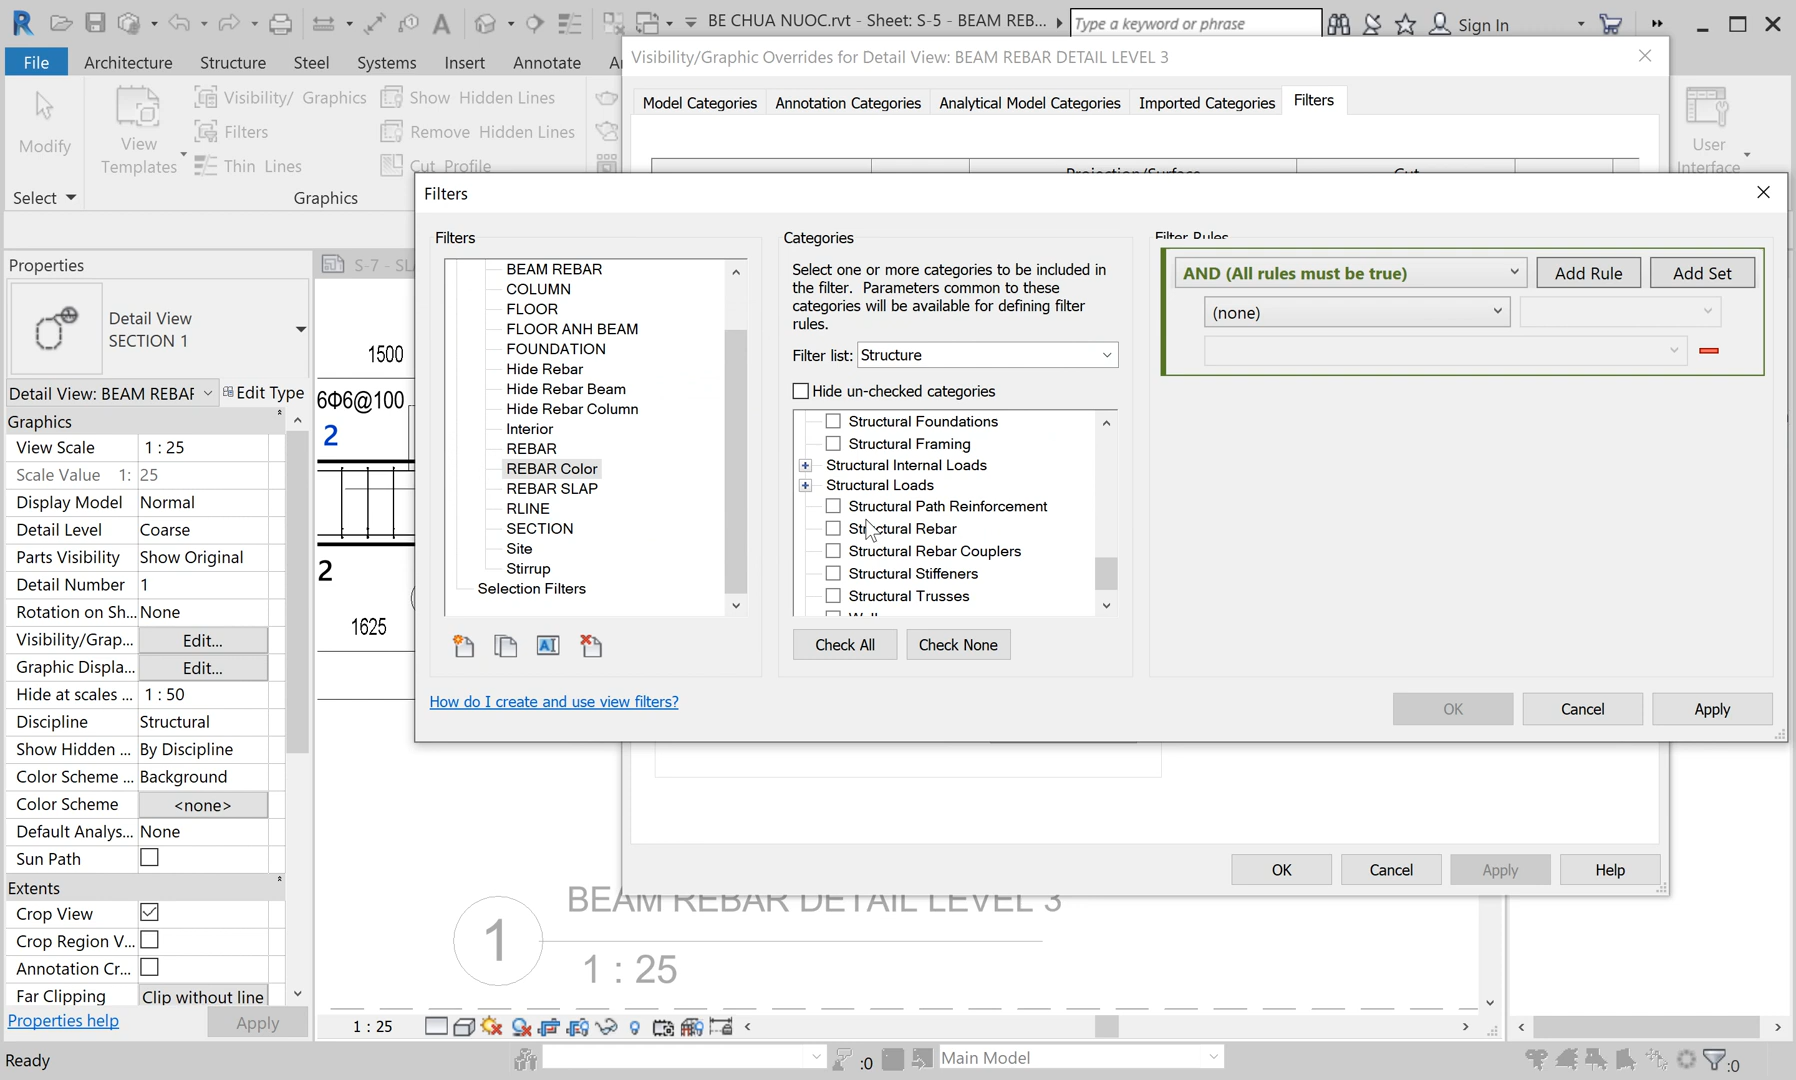 BE CHUA NUOC.rvt - Sheet: S-5 - BEAM REB...
Type a keyword or phrase
Sign In
File Architecture Structure Steel Systems Insert Annotate
Modify
View Templates
Visibility/ Graphics
Filters
Thin Lines
Show Hidden Lines
Remove Hidden Lines
Cut Profile
User Interface
Select
Graphics
Visibility/Graphic Overrides for Detail View: BEAM REBAR DETAIL LEVEL 3
Model Categories Annotation Categories Analytical Model Categories Imported Categories Filters
Projection/Surface Cut
Properties
Detail View
SECTION 1
Detail View: BEAM REBAR
Edit Type
Graphics
View Scale 1 : 25
Scale Value 1: 25
Display Model Normal
Detail Level Coarse
Parts Visibility Show Original
Detail Number 1
Rotation on Sh... None
Visibility/Grap... Edit...
Graphic Displa... Edit...
Hide at scales ... 1 : 50
Discipline Structural
Show Hidden ... By Discipline
Color Scheme ... Background
Color Scheme <none>
Default Analys... None
Sun Path
Extents
Crop View
Crop Region V...
Annotation Cr...
Far Clipping Clip without line
Properties help
Apply
S-7 - SLA
1500
6Φ6@100
2
2
1625
Filters
Filters
BEAM REBAR
COLUMN
FLOOR
FLOOR ANH BEAM
FOUNDATION
Hide Rebar
Hide Rebar Beam
Hide Rebar Column
Interior
REBAR
REBAR Color
REBAR SLAP
RLINE
SECTION
Site
Stirrup
Selection Filters
How do I create and use view filters?
Categories
Select one or more categories to be included in
the filter. Parameters common to these
categories will be available for defining filter
rules.
Filter list: Structure
Hide un-checked categories
Structural Foundations
Structural Framing
Structural Internal Loads
Structural Loads
Structural Path Reinforcement
Structural Rebar
Structural Rebar Couplers
Structural Stiffeners
Structural Trusses
Check All Check None
Filter Rules
AND (All rules must be true)
Add Rule Add Set
(none)
OK Cancel Apply
OK Cancel Apply Help
1
BEAM REBAR DETAIL LEVEL 3
1 : 25
1 : 25
Ready
:0
Main Model
:0